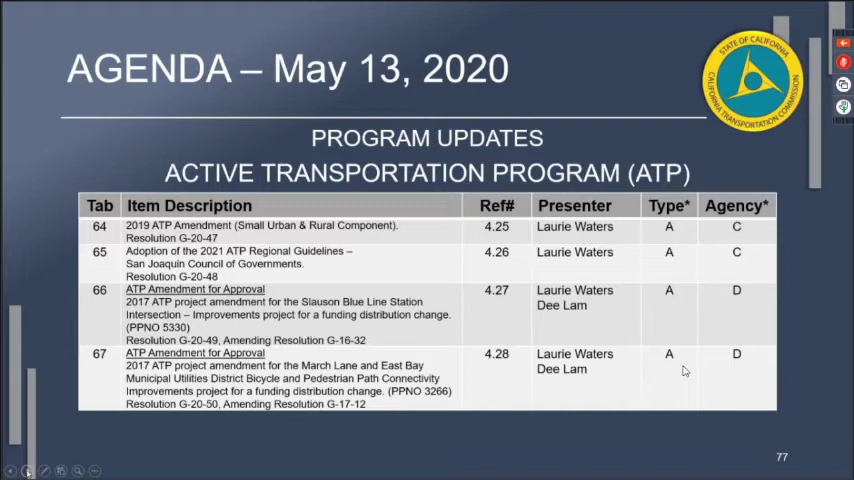 AGENDA – May 13, 2020
STATE OF CALIFORNIA
CALIFORNIA TRANSPORTATION COMMISSION
PROGRAM UPDATES
ACTIVE TRANSPORTATION PROGRAM (ATP)
Tab Item Description Ref# Presenter Type* Agency*
64 2019 ATP Amendment (Small Urban & Rural Component). 4.25 Laurie Waters A C
Resolution G-20-47
65 Adoption of the 2021 ATP Regional Guidelines – 4.26 Laurie Waters A C
San Joaquin Council of Governments.
Resolution G-20-48
66 ATP Amendment for Approval 4.27 Laurie Waters A D
2017 ATP project amendment for the Slauson Blue Line Station Dee Lam
Intersection – Improvements project for a funding distribution change.
(PPNO 5330)
Resolution G-20-49, Amending Resolution G-16-32
67 ATP Amendment for Approval 4.28 Laurie Waters A D
2017 ATP project amendment for the March Lane and East Bay Dee Lam
Municipal Utilities District Bicycle and Pedestrian Path Connectivity
Improvements project for a funding distribution change. (PPNO 3266)
Resolution G-20-50, Amending Resolution G-17-12
77